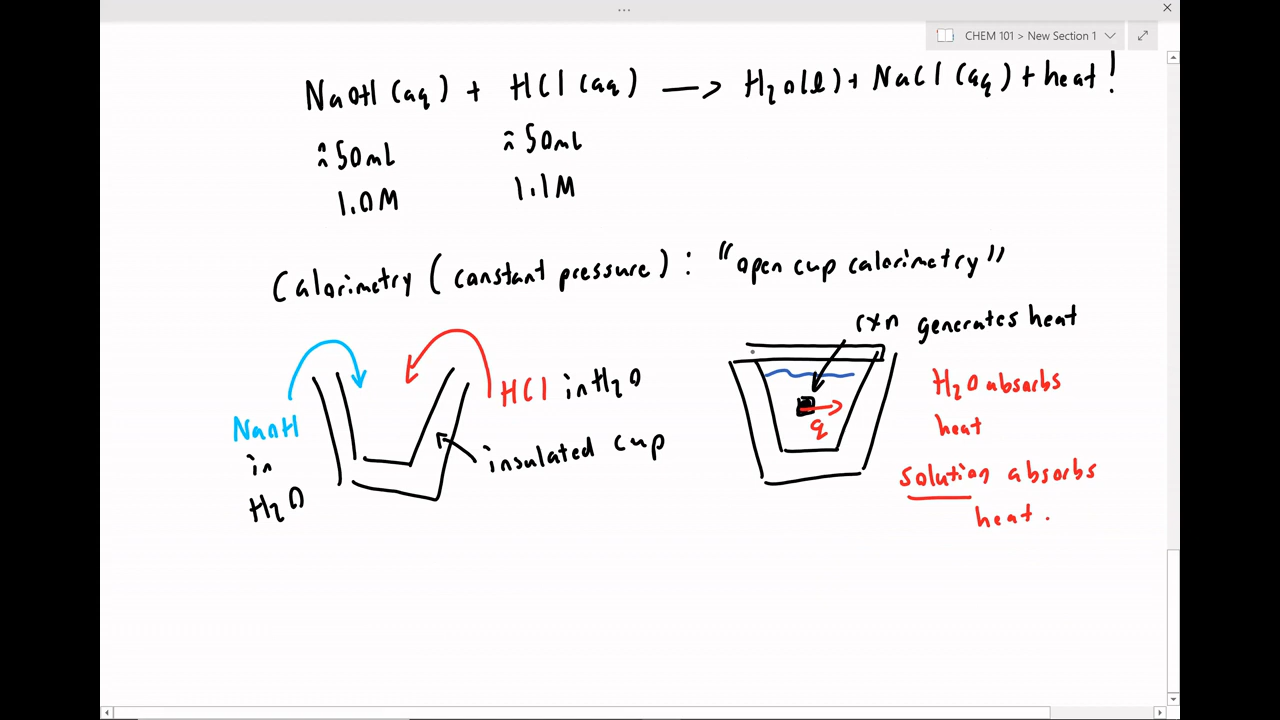 CHEM 101 > New Section 1
NaOH (aq) + HCl (aq) → H₂O(l) + NaCl (aq) + heat!
≈50mL ≈50mL
1.0M 1.1M
Calorimetry (constant pressure) : "open cup calorimetry"
rxn generates heat
NaOH
in
H₂O
HCl in H₂O
insulated cup
q
H₂O absorbs
heat
solution absorbs
heat.